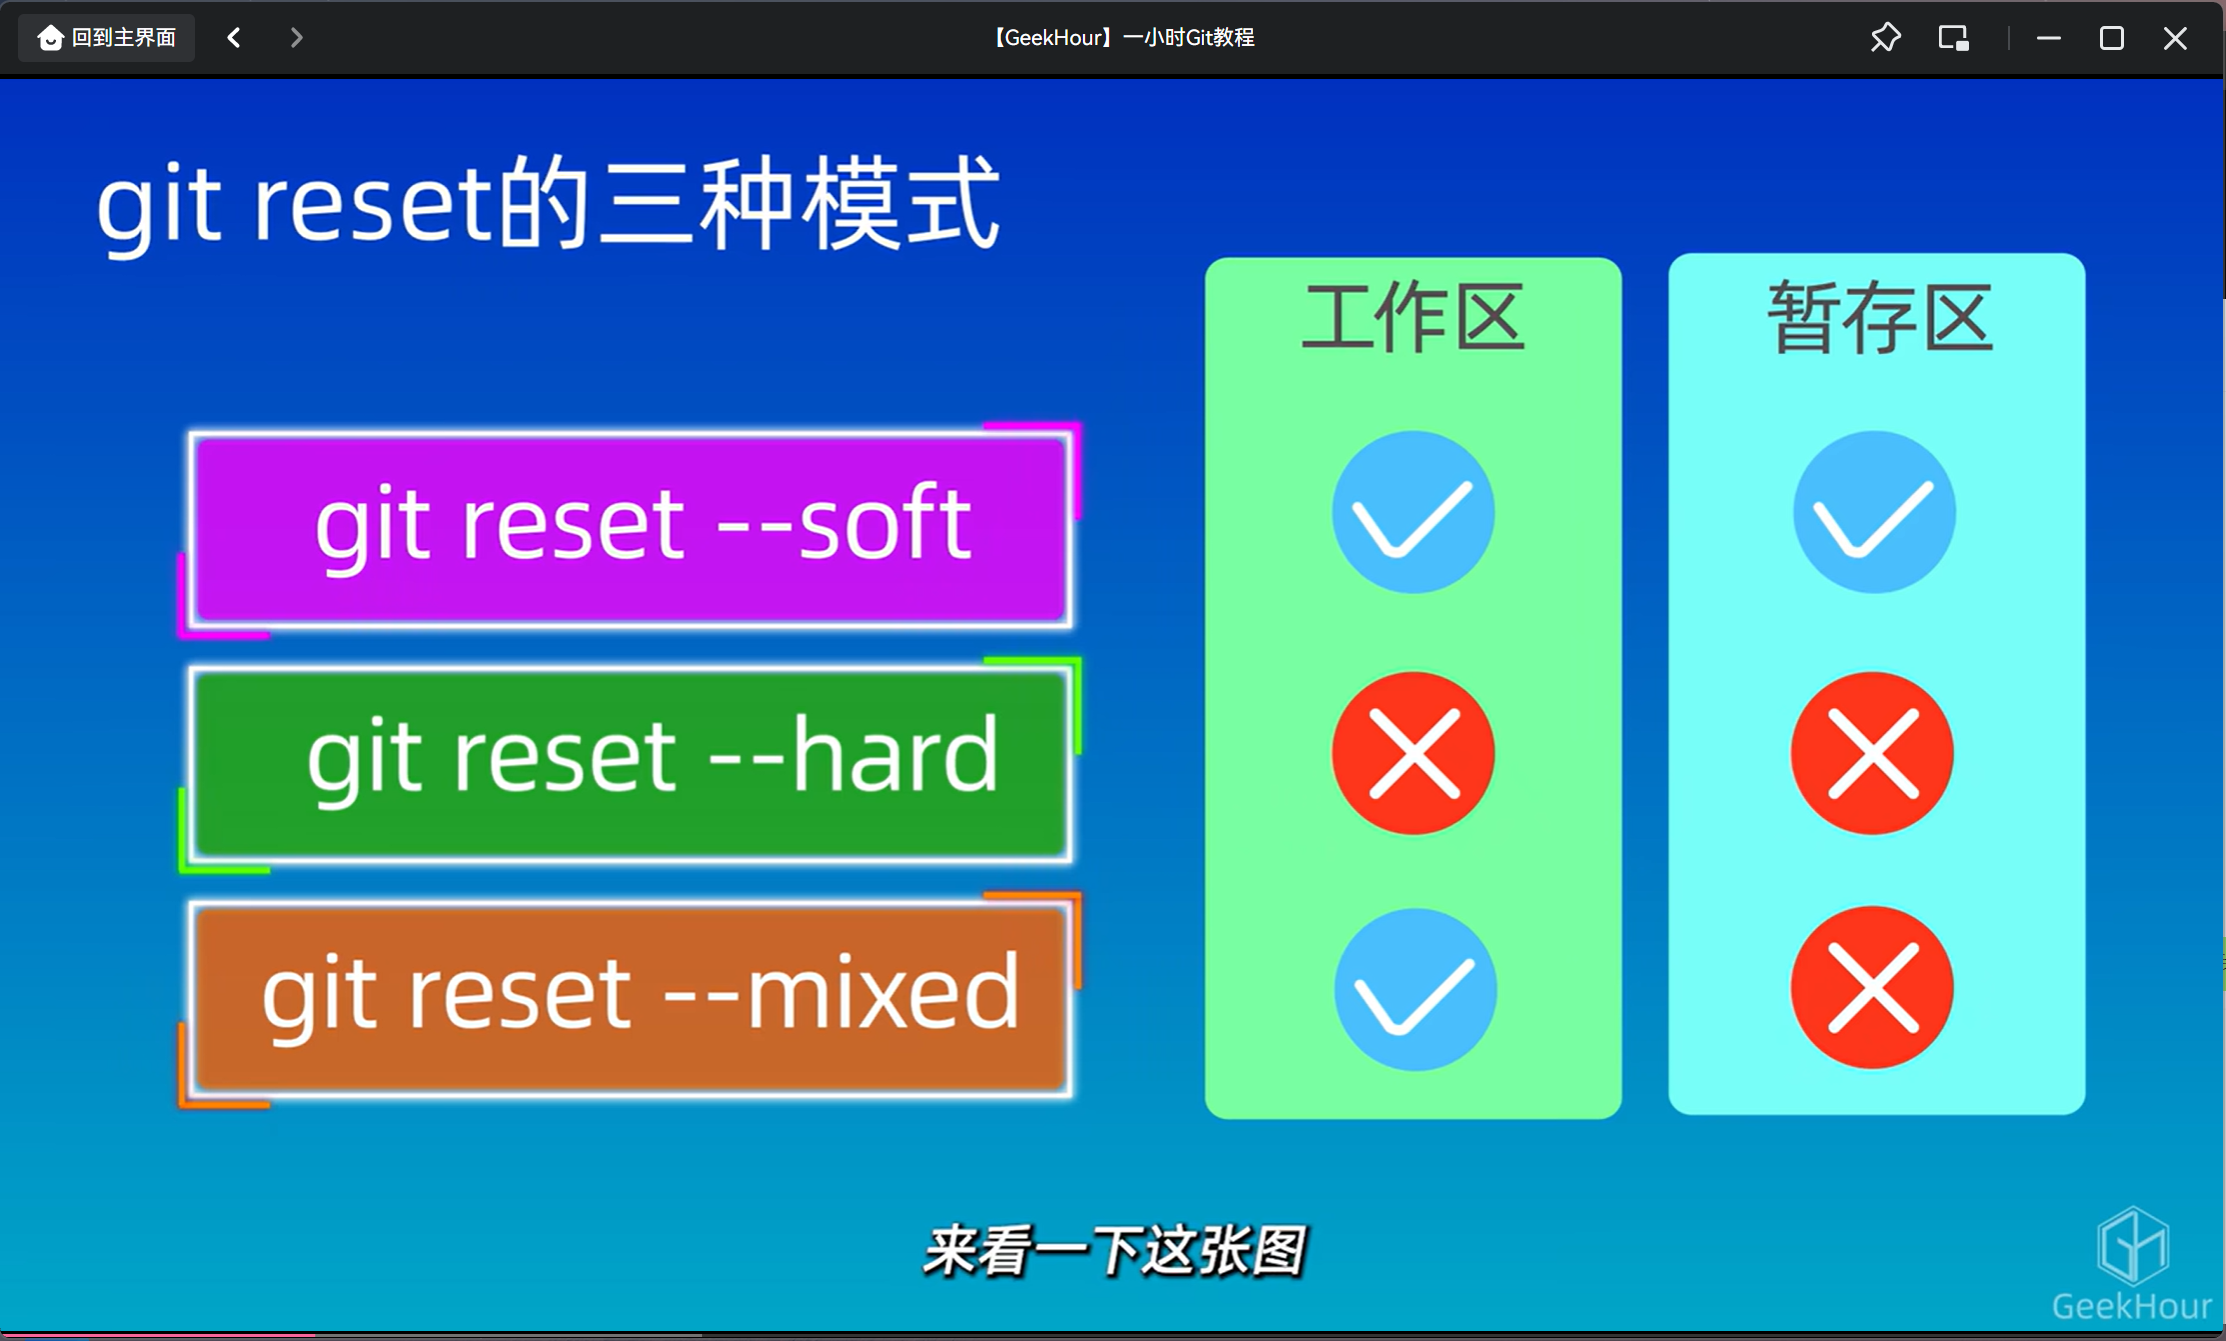 回到主界面
【GeekHour】一小时Git教程
git reset的三种模式
工作区
暂存区
git reset --soft
git reset --hard
git reset --mixed
来看一下这张图
GeekHour